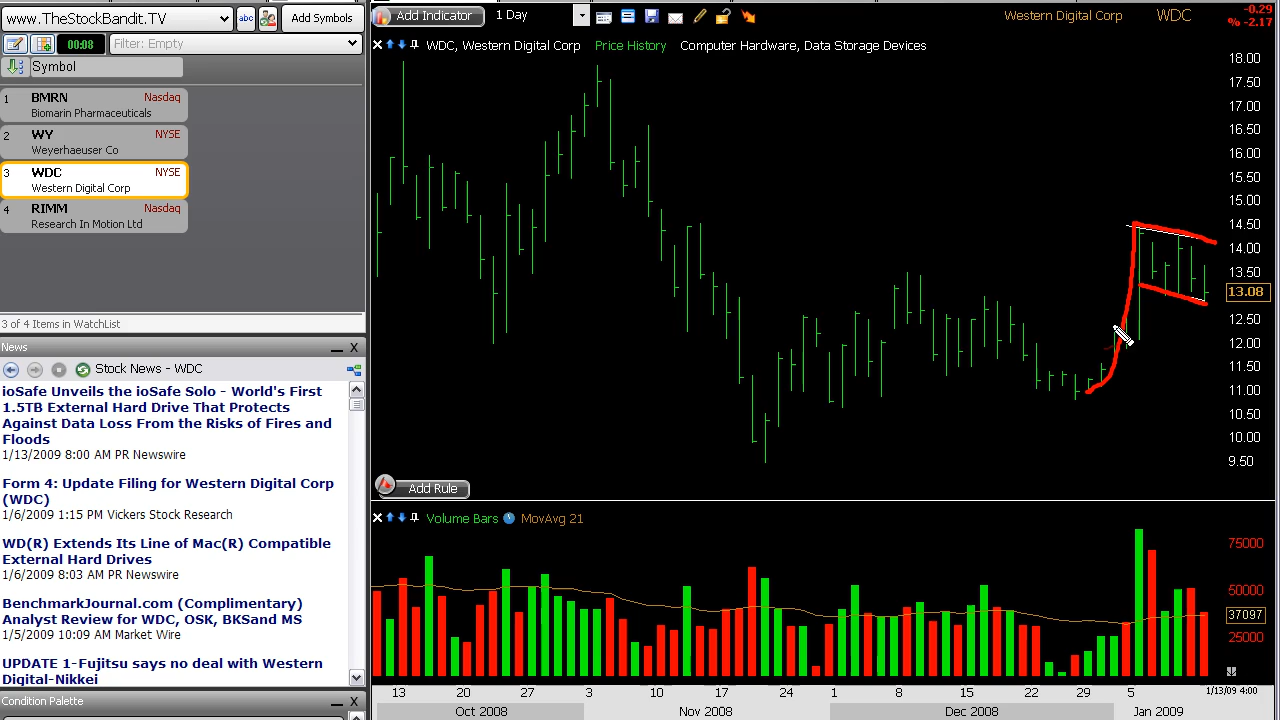 www.TheStockBandit.TV
abc
Add Symbols
00:08
Filter: Empty
Symbol
1 BMRN Nasdaq
Biomarin Pharmaceuticals
2 WY NYSE
Weyerhaeuser Co
3 WDC NYSE
Western Digital Corp
4 RIMM Nasdaq
Research In Motion Ltd
3 of 4 Items in WatchList
News
Stock News - WDC
ioSafe Unveils the ioSafe Solo - World's First
1.5TB External Hard Drive That Protects
Against Data Loss From the Risks of Fires and
Floods
1/13/2009 8:00 AM PR Newswire
Form 4: Update Filing for Western Digital Corp
(WDC)
1/6/2009 1:15 PM Vickers Stock Research
WD(R) Extends Its Line of Mac(R) Compatible
External Hard Drives
1/6/2009 8:03 AM PR Newswire
BenchmarkJournal.com (Complimentary)
Analyst Review for WDC, OSK, BKSand MS
1/5/2009 10:09 AM Market Wire
UPDATE 1-Fujitsu says no deal with Western
Digital-Nikkei
Condition Palette
Add Indicator
1 Day
Western Digital Corp WDC
-0.29
% -2.17
WDC, Western Digital Corp Price History Computer Hardware, Data Storage Devices
18.00
17.50
17.00
16.50
16.00
15.50
15.00
14.50
14.00
13.50
13.08
12.50
12.00
11.50
11.00
10.50
10.00
9.50
Add Rule
Volume Bars MovAvg 21
75000
50000
37097
25000
13 20 27 3 10 17 24 1 8 15 22 29 5 1/13/09 4:00
Oct 2008 Nov 2008 Dec 2008 Jan 2009